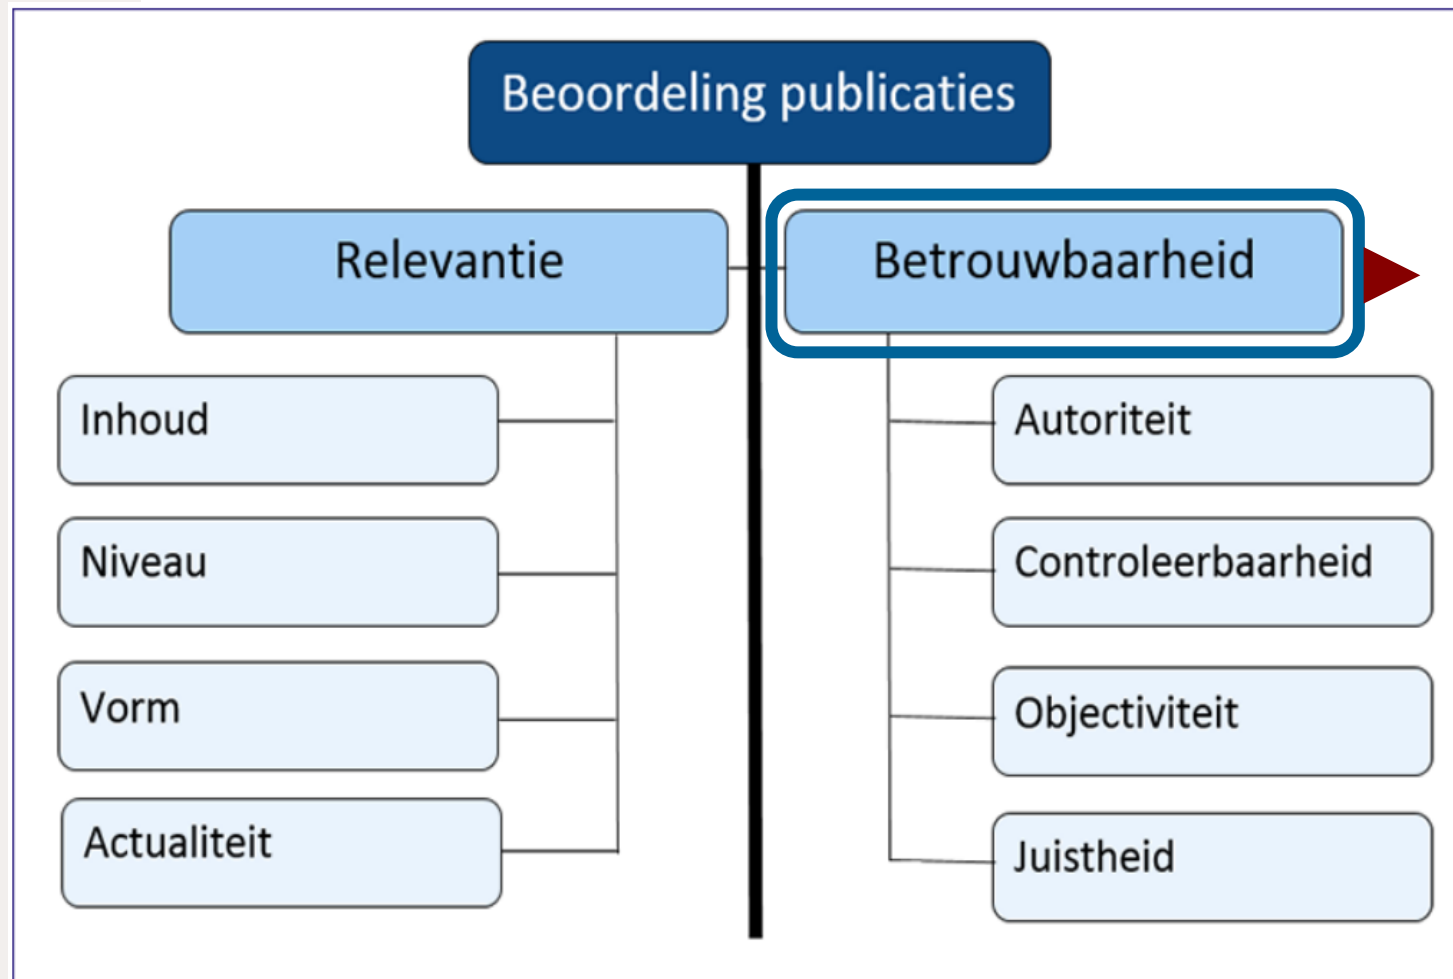 Beoordeling publicaties
Relevantie
Betrouwbaarheid
Inhoud
Autoriteit
Niveau
Controleerbaarheid
Vorm
Objectiviteit
Actualiteit
Juistheid